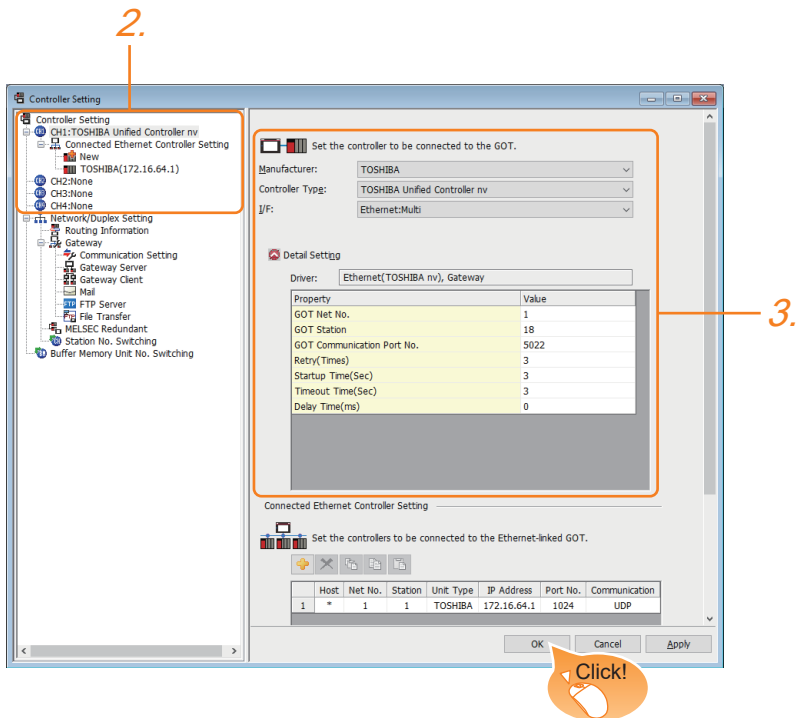 2.
Controller Setting
Controller Setting
CH1:TOSHIBA Unified Controller nv
Connected Ethernet Controller Setting
New
TOSHIBA(172.16.64.1)
CH2:None
CH3:None
CH4:None
Network/Duplex Setting
Routing Information
Gateway
Communication Setting
Gateway Server
Gateway Client
Mail
FTP Server
File Transfer
MELSEC Redundant
Station No. Switching
Buffer Memory Unit No. Switching
Set the controller to be connected to the GOT.
Manufacturer: TOSHIBA
Controller Type: TOSHIBA Unified Controller nv
I/F: Ethernet:Multi
Detail Setting
Driver: Ethernet(TOSHIBA nv), Gateway
Property Value
GOT Net No. 1
GOT Station 18
GOT Communication Port No. 5022
Retry(Times) 3
Startup Time(Sec) 3
Timeout Time(Sec) 3
Delay Time(ms) 0
3.
Connected Ethernet Controller Setting
Set the controllers to be connected to the Ethernet-linked GOT.
Host Net No. Station Unit Type IP Address Port No. Communication
1 * 1 1 TOSHIBA 172.16.64.1 1024 UDP
OK Cancel Apply
Click!